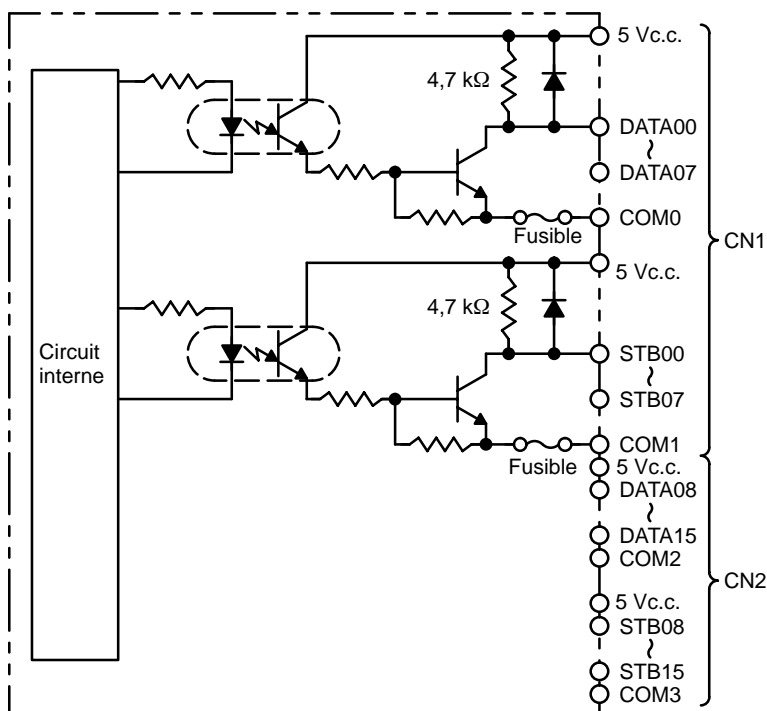 5 Vc.c.
4,7 kΩ
DATA00
~
DATA07
COM0
Fusible
CN1
5 Vc.c.
4,7 kΩ
Circuit
interne
STB00
~
STB07
COM1
Fusible
5 Vc.c.
DATA08
~
DATA15
COM2
CN2
5 Vc.c.
STB08
~
STB15
COM3